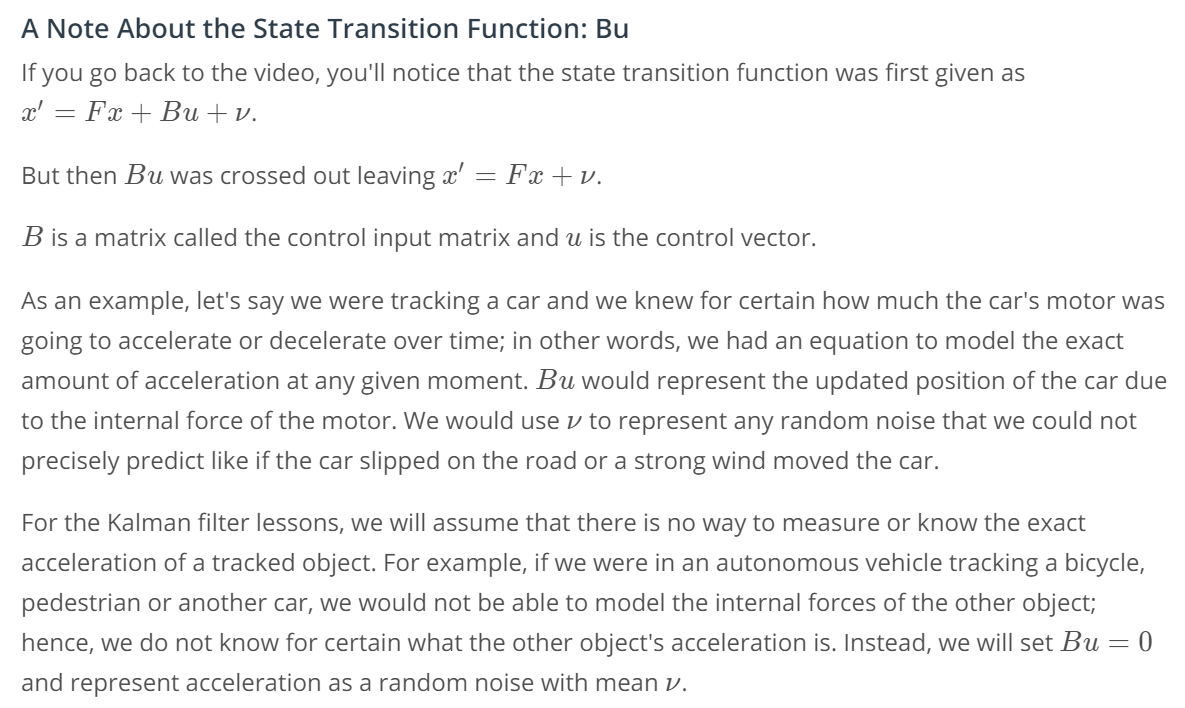 A Note About the State Transition Function: Bu
If you go back to the video, you'll notice that the state transition function was first given as
x′ = Fx + Bu + ν.
But then Bu was crossed out leaving x′ = Fx + ν.
B is a matrix called the control input matrix and u is the control vector.
As an example, let's say we were tracking a car and we knew for certain how much the car's motor was
going to accelerate or decelerate over time; in other words, we had an equation to model the exact
amount of acceleration at any given moment. Bu would represent the updated position of the car due
to the internal force of the motor. We would use ν to represent any random noise that we could not
precisely predict like if the car slipped on the road or a strong wind moved the car.
For the Kalman filter lessons, we will assume that there is no way to measure or know the exact
acceleration of a tracked object. For example, if we were in an autonomous vehicle tracking a bicycle,
pedestrian or another car, we would not be able to model the internal forces of the other object;
hence, we do not know for certain what the other object's acceleration is. Instead, we will set Bu = 0
and represent acceleration as a random noise with mean ν.